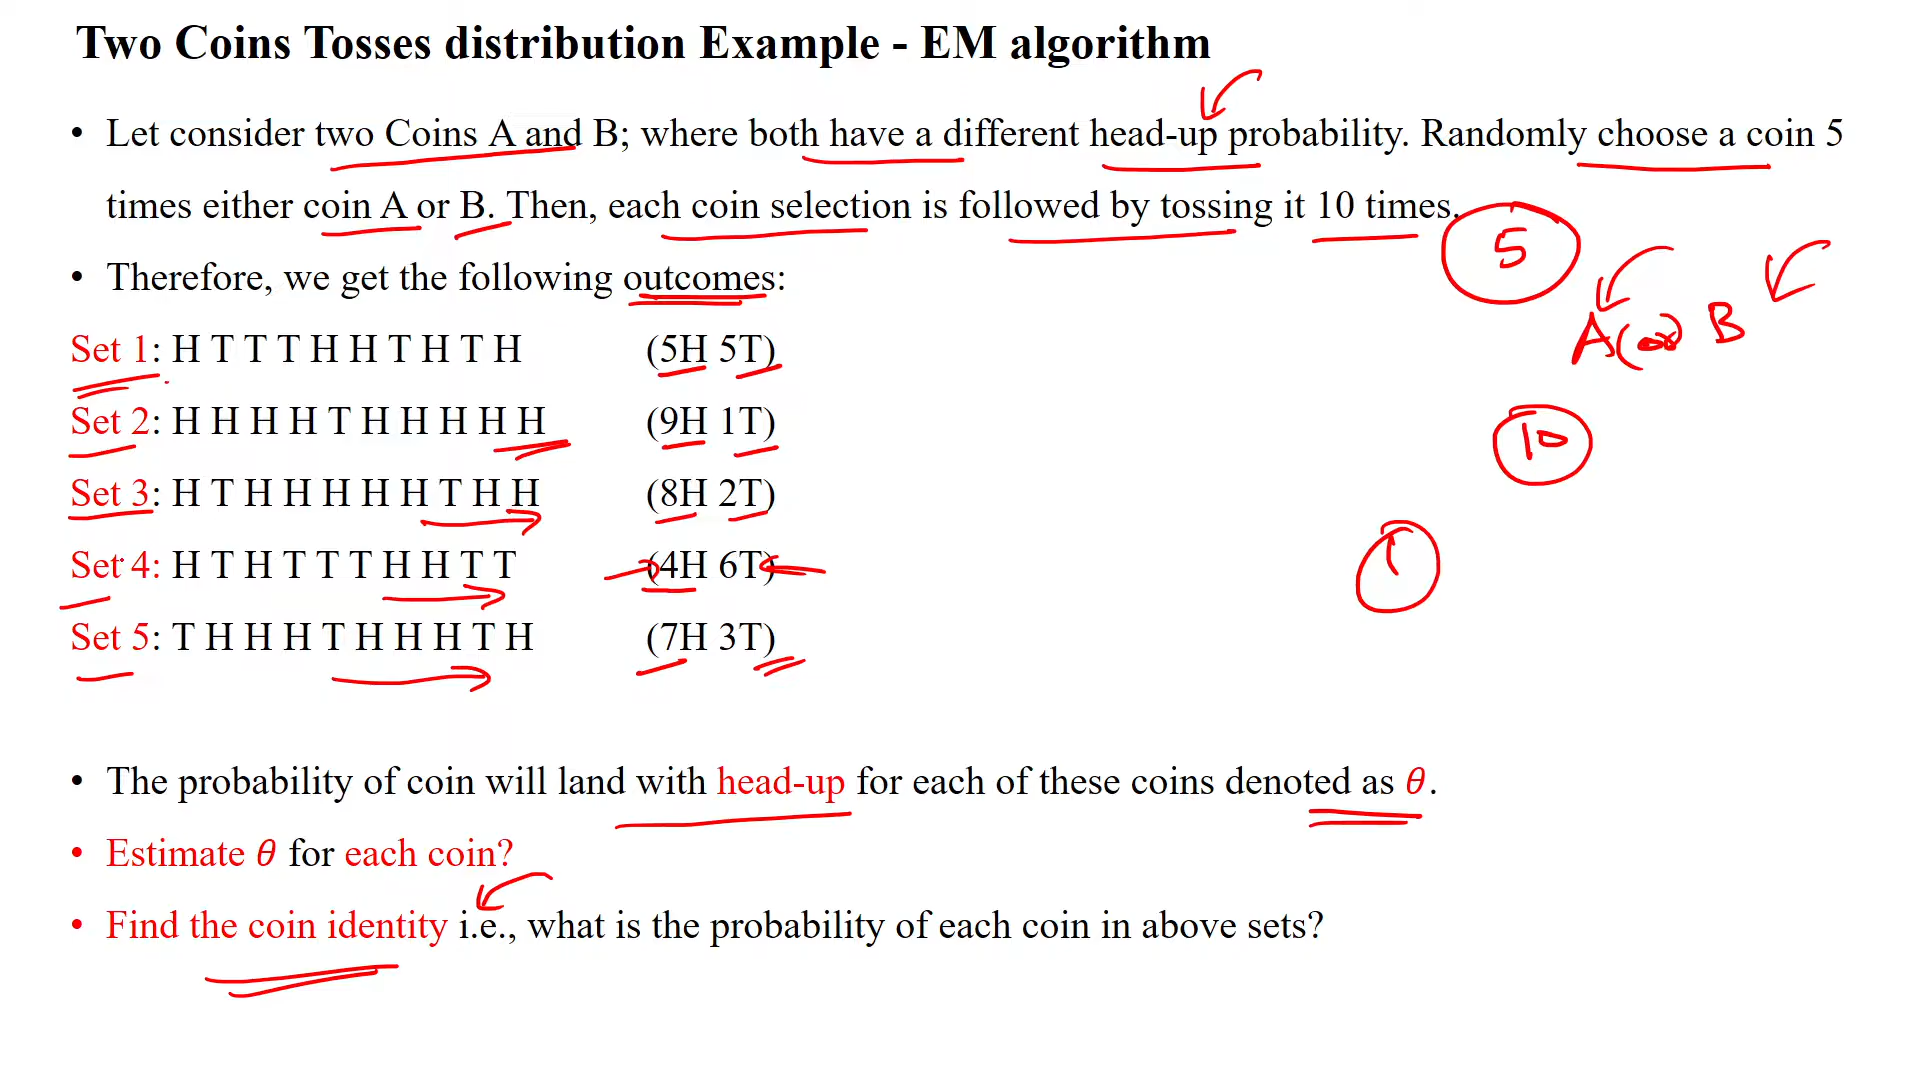 Two Coins Tosses distribution Example - EM algorithm
• Let consider two Coins A and B; where both have a different head-up probability. Randomly choose a coin 5
times either coin A or B. Then, each coin selection is followed by tossing it 10 times.
5
• Therefore, we get the following outcomes:
A (or) B
Set 1: H T T T H H T H T H (5H 5T)
Set 2: H H H H T H H H H H (9H 1T)
10
Set 3: H T H H H H H T H H (8H 2T)
Set 4: H T H T T T H H T T (4H 6T)
1
Set 5: T H H H T H H H T H (7H 3T)
• The probability of coin will land with head-up for each of these coins denoted as θ.
• Estimate θ for each coin?
• Find the coin identity i.e., what is the probability of each coin in above sets?